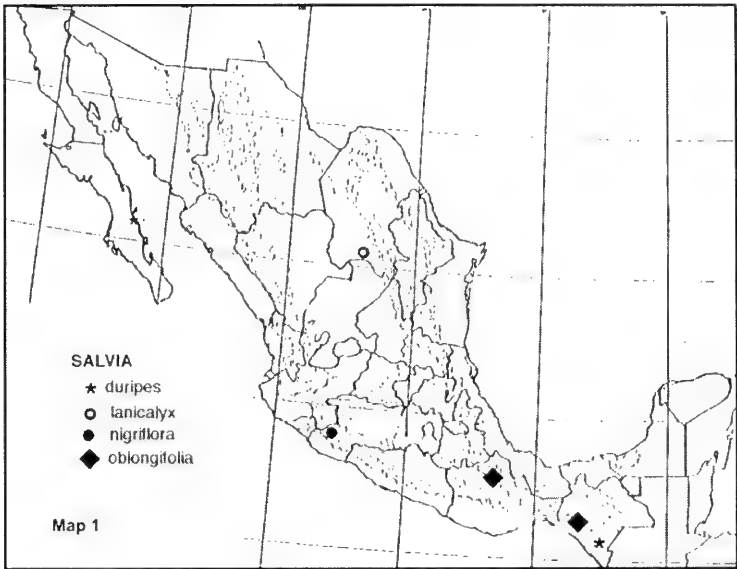 SALVIA
★ duripes
○ lanicalyx
● nigriflora
◆ oblongifolia
Map 1